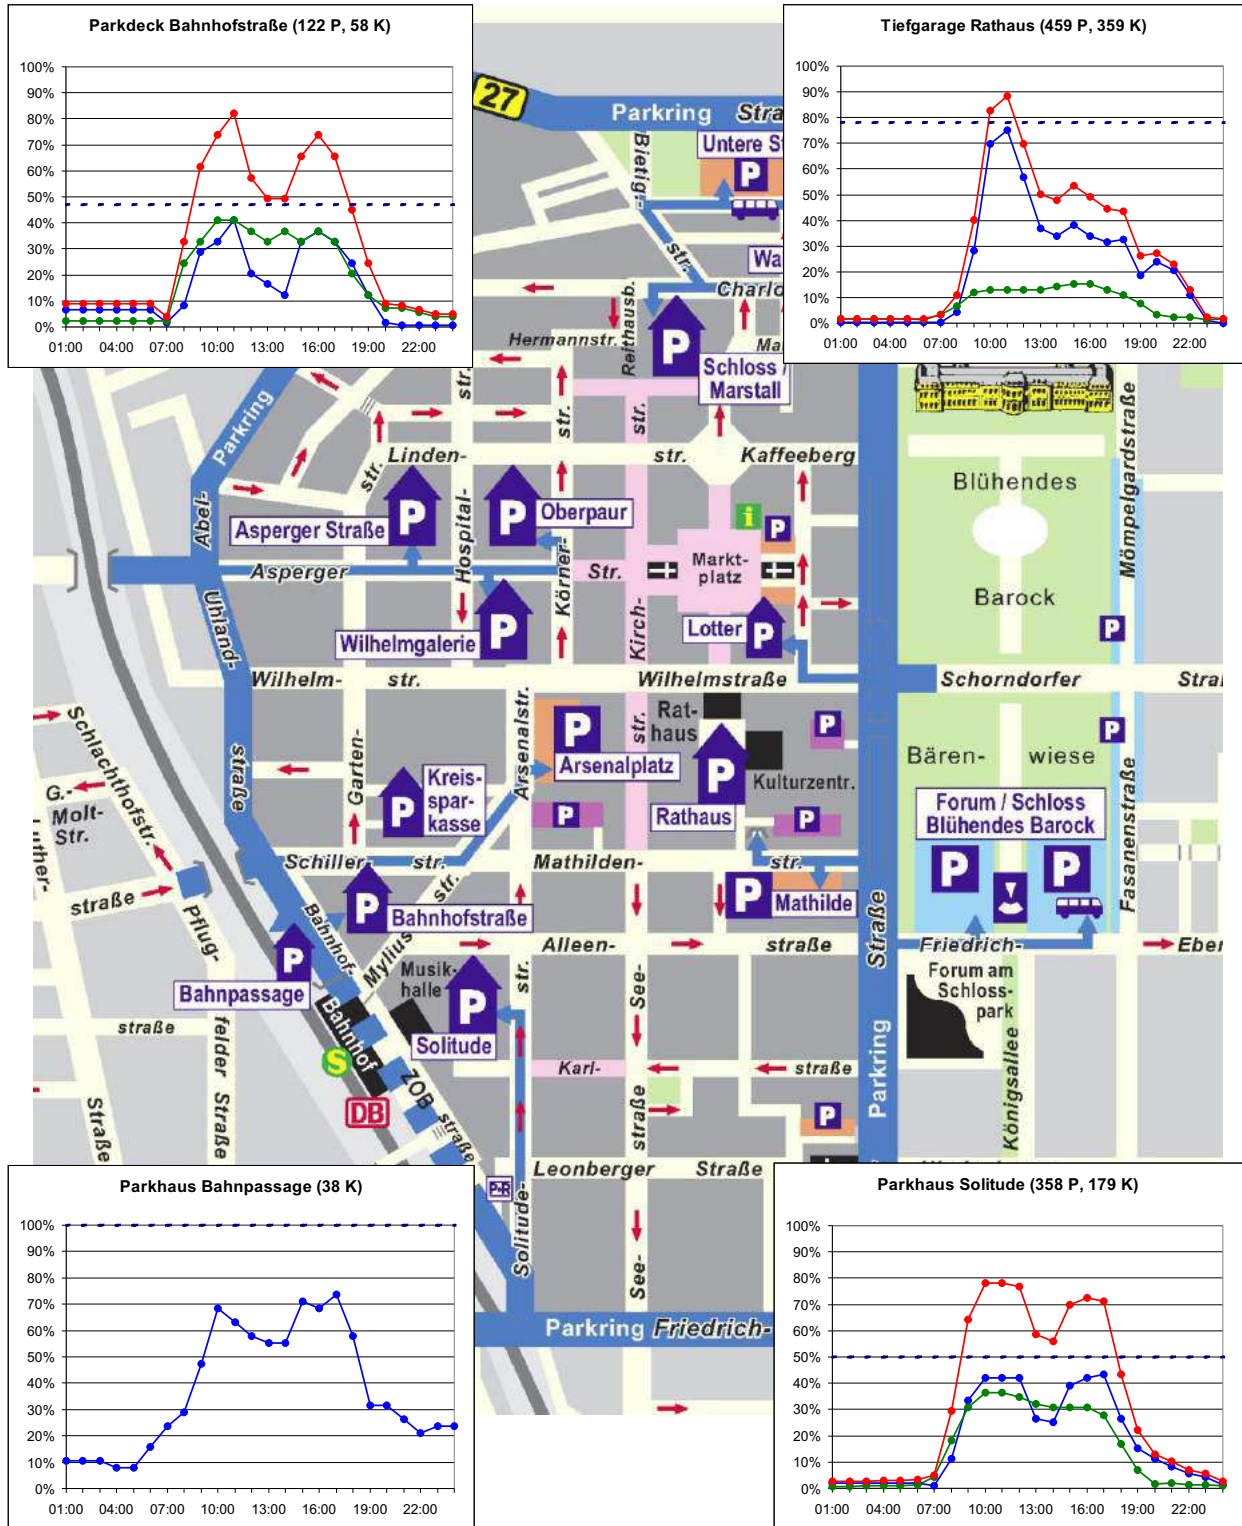 Parkdeck Bahnhofstraße (122 P, 58 K)
100%
90%
80%
70%
60%
50%
40%
30%
20%
10%
0%
01:00 04:00 07:00 10:00 13:00 16:00 19:00 22:00
Tiefgarage Rathaus (459 P, 359 K)
100%
90%
80%
70%
60%
50%
40%
30%
20%
10%
0%
01:00 04:00 07:00 10:00 13:00 16:00 19:00 22:00
27
Parkring Stra
Bietig-
str.
Untere St
P
Wa
Charlo
Reithausb.
Hermannstr.
Ma
P
Schloss /
Marstall
Parkring
Abel-
str.
str.
str.
str.
Linden-
str.
Kaffeeberg
P
Asperger Straße
P
Oberpaur
Hospital-
Körner-
i
P
Markt-
platz
Asperger
Str.
Blühendes
Barock
Mömpelgardstraße
Uhland-
straße
P
Wilhelmgalerie
Kirch-
Lotter
P
P
Wilhelm-
str.
Wilhelmstraße
Schorndorfer
Straß
Schlachthofstr.
G.-
Molt-
Str.
Luther-
straße
Garten-
Arsenalstr.
P
Arsenalplatz
str.
Rat-
haus
P
Rathaus
P
Kulturzentr.
P
Bären-
wiese
P
Forum / Schloss
Blühendes Barock
P
P
Fasanenstraße
P
Kreis-
spar-
kasse
P
Schiller-
str.
Mathilden-
str.
P
Mathilde
Straße
Pflug-
felder Straße
Bahnhof-
P
Bahnhofstraße
Mylius
str.
Alleen-
straße
Friedrich-
Eber
P
Bahnpassage
Musik-
halle
P
Solitude
str.
See-
Forum am
Schloss-
park
straße
Bahnhof
S
DB
ZOB
straße
Karl-
straße
Parkring
Königsallee
Straße
straße
P
Leonberger
Straße
P+R
Solitude-
See-
Parkring Friedrich-
Parkhaus Bahnpassage (38 K)
100%
90%
80%
70%
60%
50%
40%
30%
20%
10%
0%
01:00 04:00 07:00 10:00 13:00 16:00 19:00 22:00
Parkhaus Solitude (358 P, 179 K)
100%
90%
80%
70%
60%
50%
40%
30%
20%
10%
0%
01:00 04:00 07:00 10:00 13:00 16:00 19:00 22:00